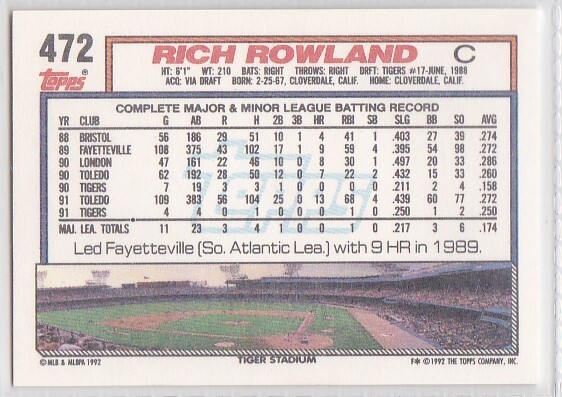 472 RICH ROWLAND C
Topps®
HT: 6'1" WT: 210 BATS: RIGHT THROWS: RIGHT DRFT: TIGERS #17-JUNE, 1988
ACQ: VIA DRAFT BORN: 2-25-67, CLOVERDALE, CALIF. HOME: CLOVERDALE, CALIF.
COMPLETE MAJOR & MINOR LEAGUE BATTING RECORD
YR CLUB G AB R H 2B 3B HR RBI SB SLG BB SO AVG
88 BRISTOL 56 186 29 51 10 1 4 41 1 .403 27 39 .274
89 FAYETTEVILLE 108 375 43 102 17 1 9 59 4 .395 54 98 .272
90 LONDON 47 161 22 46 10 0 8 30 1 .497 20 33 .286
90 TOLEDO 62 192 28 50 12 0 7 22 2 .432 15 33 .260
90 TIGERS 7 19 3 3 1 0 0 0 0 .211 2 4 .158
91 TOLEDO 109 383 56 104 25 0 13 68 4 .439 60 77 .272
91 TIGERS 4 4 0 1 0 0 0 1 0 .250 1 2 .250
MAJ. LEA. TOTALS 11 23 3 4 1 0 0 1 0 .217 3 6 .174
Led Fayetteville (So. Atlantic Lea.) with 9 HR in 1989.
©MLB & MLBPA 1992 TIGER STADIUM F✱ ©1992 THE TOPPS COMPANY, INC.